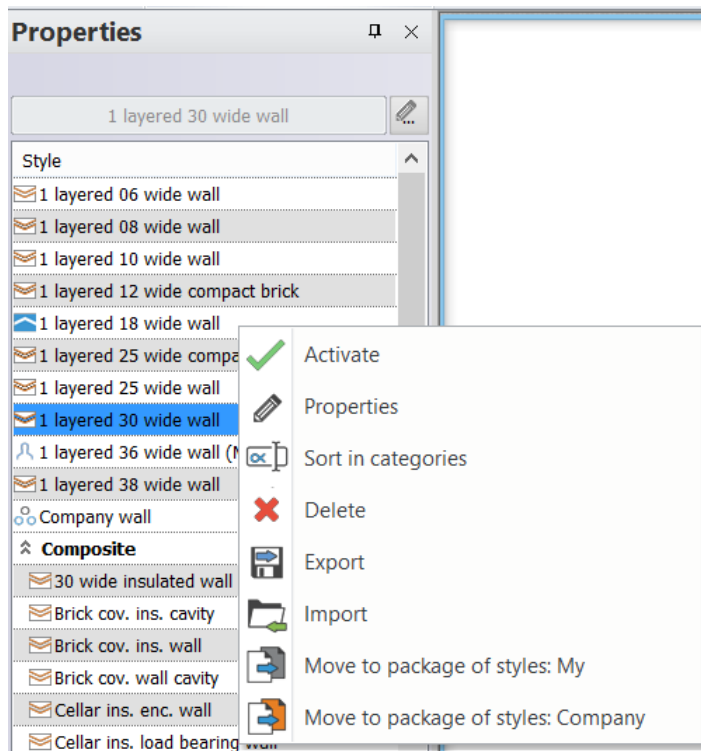 Properties
1 layered 30 wide wall
Style
1 layered 06 wide wall
1 layered 08 wide wall
1 layered 10 wide wall
1 layered 12 wide compact brick
1 layered 18 wide wall
1 layered 25 wide compa
1 layered 25 wide wall
1 layered 30 wide wall
1 layered 36 wide wall (
1 layered 38 wide wall
Company wall
Composite
30 wide insulated wall
Brick cov. ins. cavity
Brick cov. ins. wall
Brick cov. wall cavity
Cellar ins. enc. wall
Cellar ins. load bearing wall
Activate
Properties
Sort in categories
Delete
Export
Import
Move to package of styles: My
Move to package of styles: Company